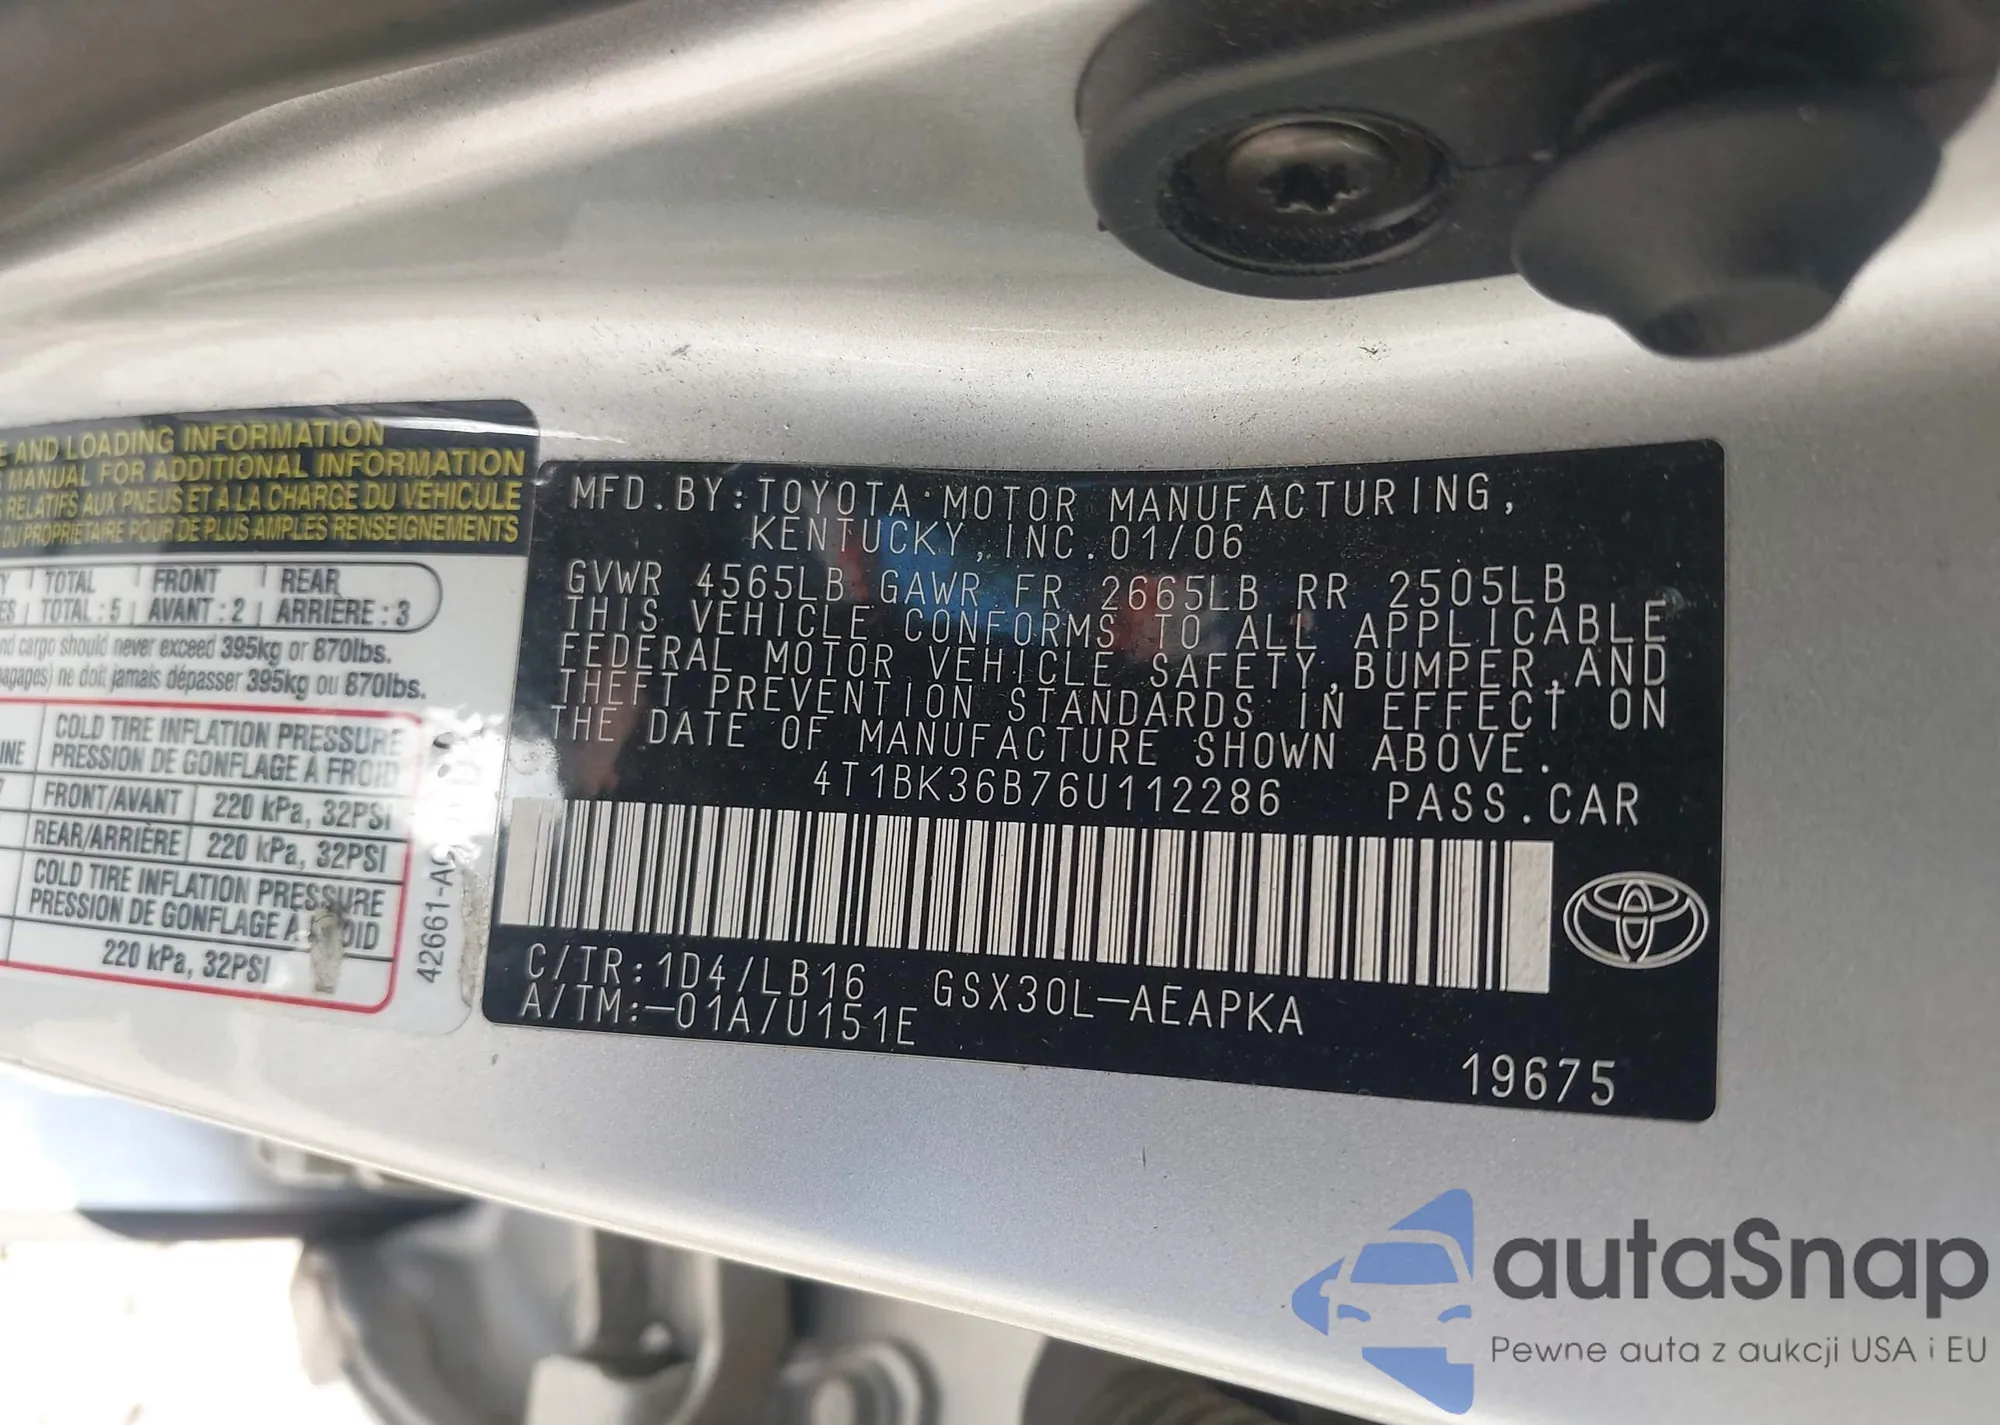 AND LOADING INFORMATION
MANUAL FOR ADDITIONAL INFORMATION
RELATIFS AUX PNEUS ET À LA CHARGE DU VÉHICULE
DU PROPRIÉTAIRE POUR DE PLUS AMPLES RENSEIGNEMENTS
TOTAL FRONT REAR
TOTAL : 5 AVANT : 2 ARRIÈRE : 3
cargo should never exceed 395kg or 870lbs.
ne doit jamais dépasser 395kg ou 870lbs.
COLD TIRE INFLATION PRESSURE
PRESSION DE GONFLAGE À FROID
FRONT/AVANT 220 kPa, 32PSI
REAR/ARRIÈRE 220 kPa, 32PSI
COLD TIRE INFLATION PRESSURE
PRESSION DE GONFLAGE À FROID
220 kPa, 32PSI
MFD.BY:TOYOTA MOTOR MANUFACTURING,
KENTUCKY,INC.01/06
GVWR 4565LB GAWR FR 2665LB RR 2505LB
THIS VEHICLE CONFORMS TO ALL APPLICABLE
FEDERAL MOTOR VEHICLE SAFETY,BUMPER,AND
THEFT PREVENTION STANDARDS IN EFFECT ON
THE DATE OF MANUFACTURE SHOWN ABOVE.
4T1BK36B76U112286 PASS.CAR
C/TR:1D4/LB16 GSX30L-AEAPKA
A/TM:-01A/U151E
19675
autaSnap
Pewne auta z aukcji USA i EU